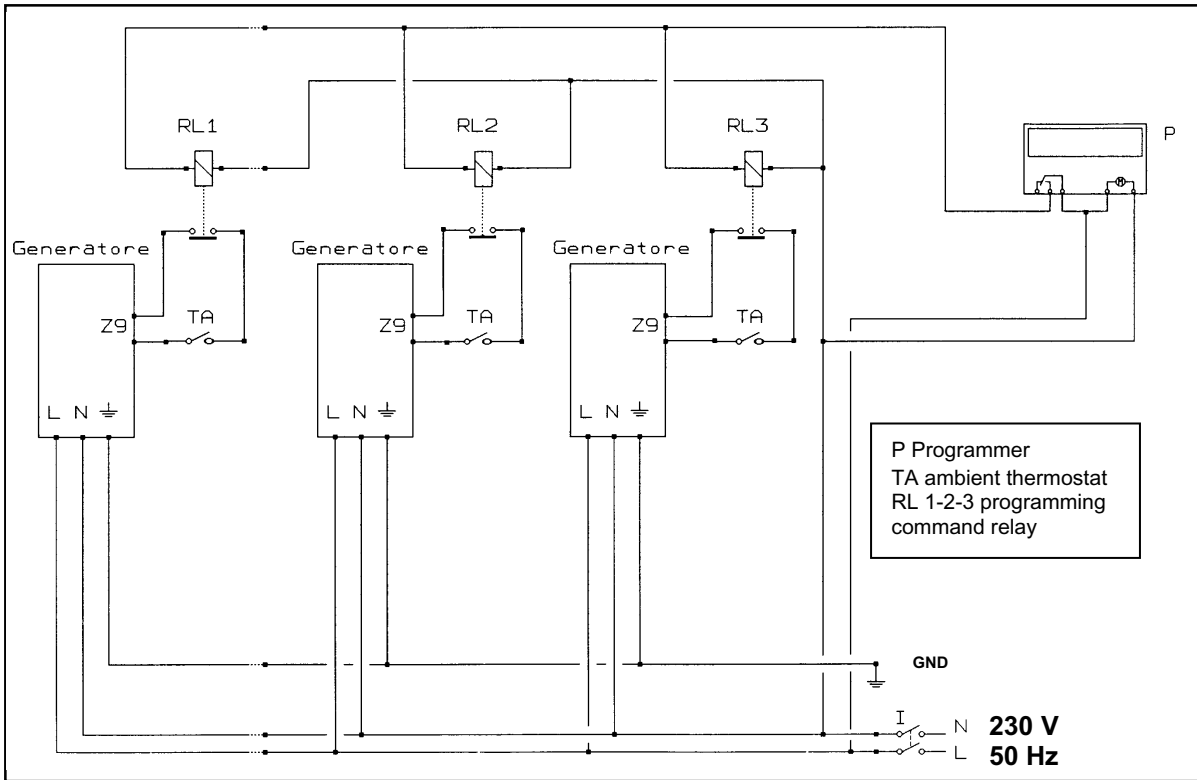 RL1
RL2
RL3
P
Generatore
Generatore
Generatore
Z9
TA
Z9
TA
Z9
TA
M
L N
L N
L N
P Programmer
TA ambient thermostat
RL 1-2-3 programming
command relay
GND
I
N 230 V
L 50 Hz